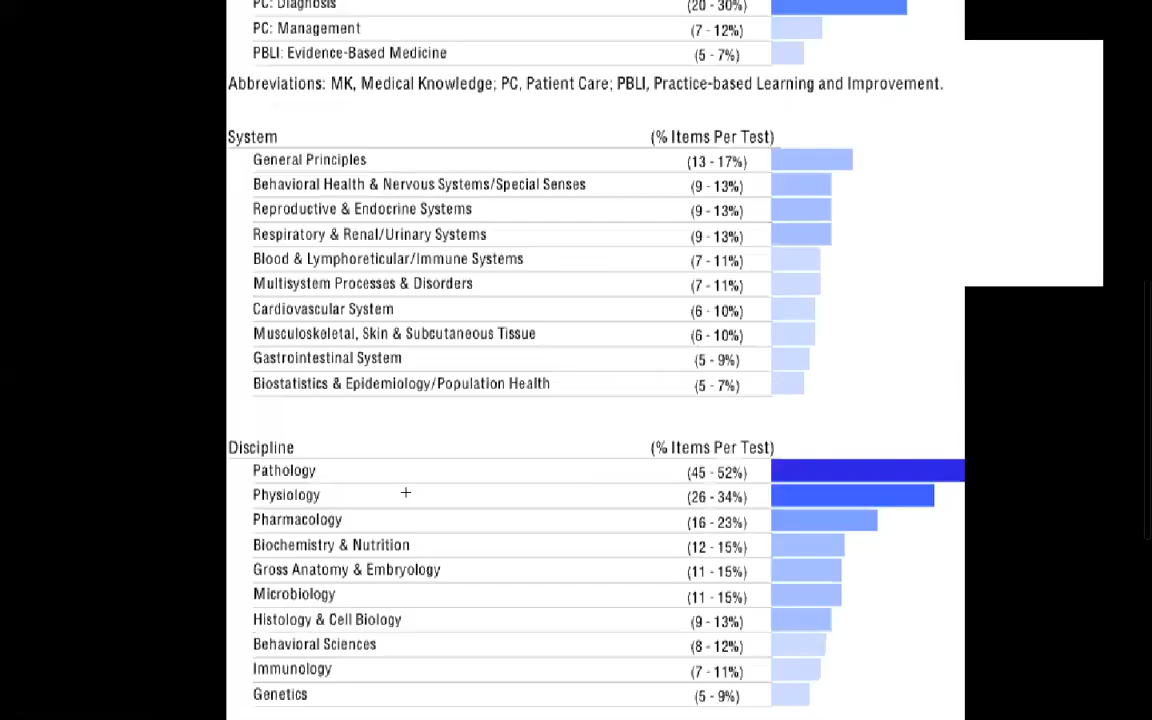 PC: Diagnosis (20 - 30%)
PC: Management (7 - 12%)
PBLI: Evidence-Based Medicine (5 - 7%)
Abbreviations: MK, Medical Knowledge; PC, Patient Care; PBLI, Practice-based Learning and Improvement.
System (% Items Per Test)
General Principles (13 - 17%)
Behavioral Health & Nervous Systems/Special Senses (9 - 13%)
Reproductive & Endocrine Systems (9 - 13%)
Respiratory & Renal/Urinary Systems (9 - 13%)
Blood & Lymphoreticular/Immune Systems (7 - 11%)
Multisystem Processes & Disorders (7 - 11%)
Cardiovascular System (6 - 10%)
Musculoskeletal, Skin & Subcutaneous Tissue (6 - 10%)
Gastrointestinal System (5 - 9%)
Biostatistics & Epidemiology/Population Health (5 - 7%)
Discipline (% Items Per Test)
Pathology (45 - 52%)
Physiology (26 - 34%)
Pharmacology (16 - 23%)
Biochemistry & Nutrition (12 - 15%)
Gross Anatomy & Embryology (11 - 15%)
Microbiology (11 - 15%)
Histology & Cell Biology (9 - 13%)
Behavioral Sciences (8 - 12%)
Immunology (7 - 11%)
Genetics (5 - 9%)